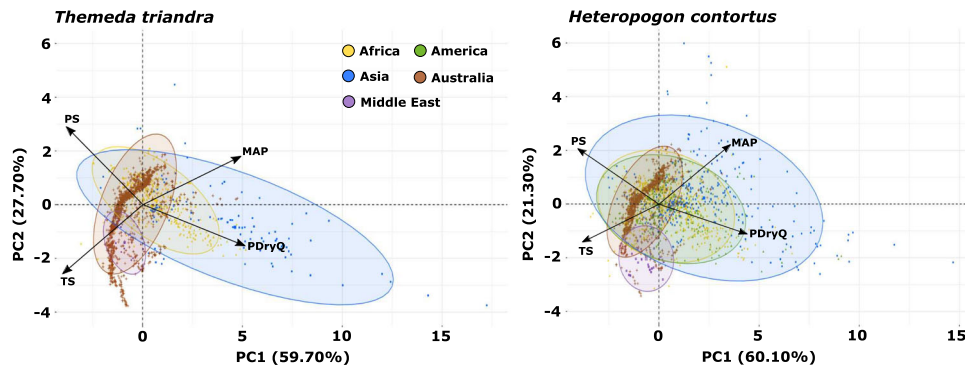 Themeda triandra
Heteropogon contortus
Africa
America
Asia
Australia
Middle East
PC2 (27.70%)
6
4
2
0
-2
-4
PS
MAP
PDryQ
TS
0
5
10
15
PC1 (59.70%)
PC2 (21.30%)
6
4
2
0
-2
-4
PS
MAP
PDryQ
TS
0
5
10
15
PC1 (60.10%)